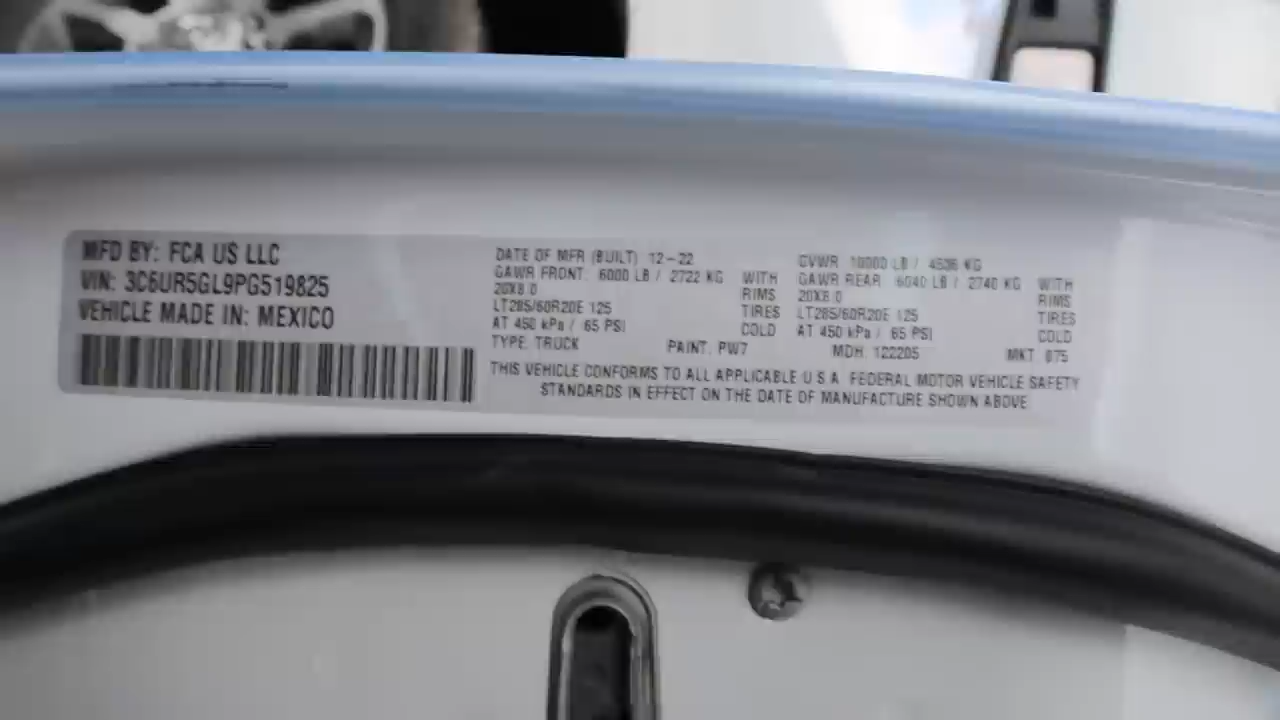 MFD BY: FCA US LLC
VIN: 3C6UR5GL9PG519825
VEHICLE MADE IN: MEXICO
DATE OF MFR (BUILT) 12-22
GAWR FRONT: 6000 LB / 2722 KG WITH
20X8.0 RIMS
LT285/60R20E 125 TIRES
AT 450 kPa / 65 PSI COLD
GVWR 10000 LB / 4536 KG
GAWR REAR 6040 LB / 2740 KG WITH
20X8.0 RIMS
LT285/60R20E 125 TIRES
AT 450 kPa / 65 PSI COLD
TYPE: TRUCK PAINT: PW7 MDH: 122205 MKT: 075
THIS VEHICLE CONFORMS TO ALL APPLICABLE U S A FEDERAL MOTOR VEHICLE SAFETY
STANDARDS IN EFFECT ON THE DATE OF MANUFACTURE SHOWN ABOVE